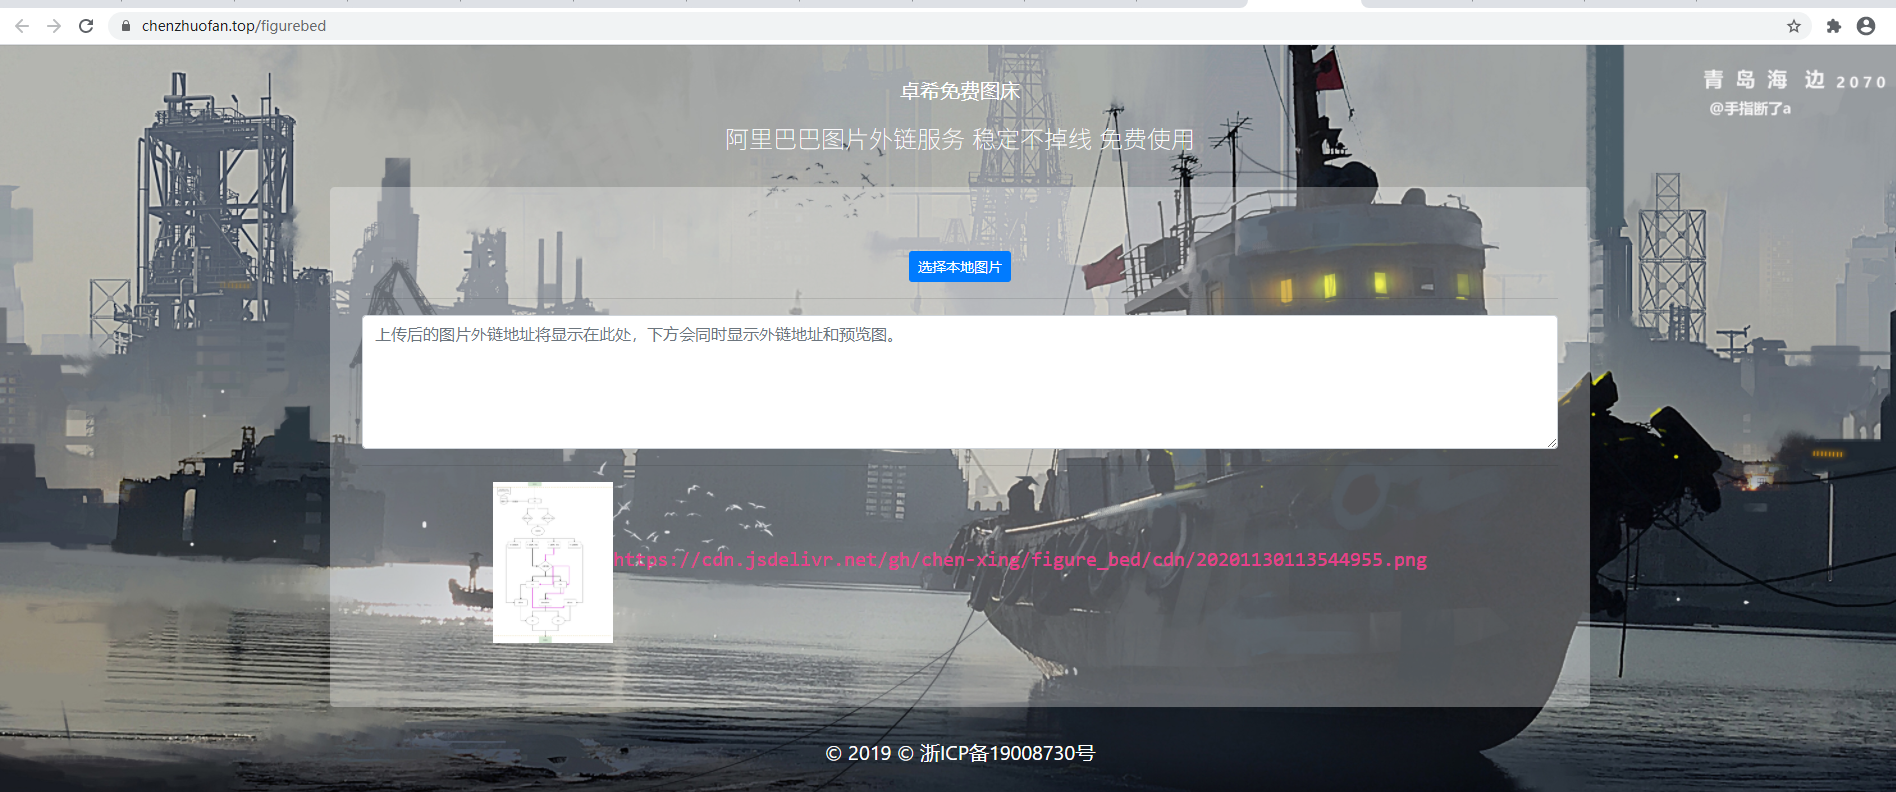 chenzhuofan.top/figurebed
青 岛 海 边 2070
@手指断了a
卓希免费图床
阿里巴巴图片外链服务 稳定不掉线 免费使用
选择本地图片
上传后的图片外链地址将显示在此处，下方会同时显示外链地址和预览图。
https://cdn.jsdelivr.net/gh/chen-xing/figure_bed/cdn/20201130113544955.png
© 2019 © 浙ICP备19008730号